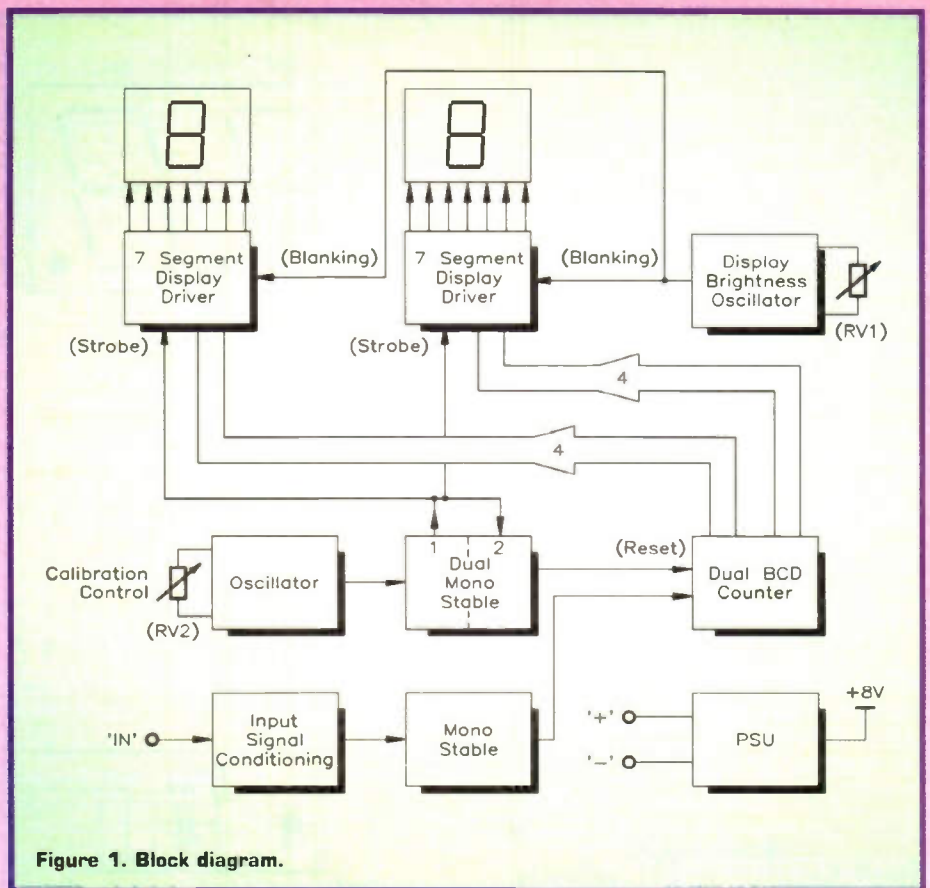 8
8
7 Segment
Display
Driver
(Blanking)
7 Segment
Display
Driver
(Blanking)
Display
Brightness
Oscillator
(RV1)
(Strobe)
(Strobe)
4
4
Calibration
Control
(RV2)
Oscillator
1
2
Dual
Mono
Stable
(Reset)
Dual BCD
Counter
'IN'
Input
Signal
Conditioning
Mono
Stable
'+'
'−'
PSU
+8V
Figure 1. Block diagram.